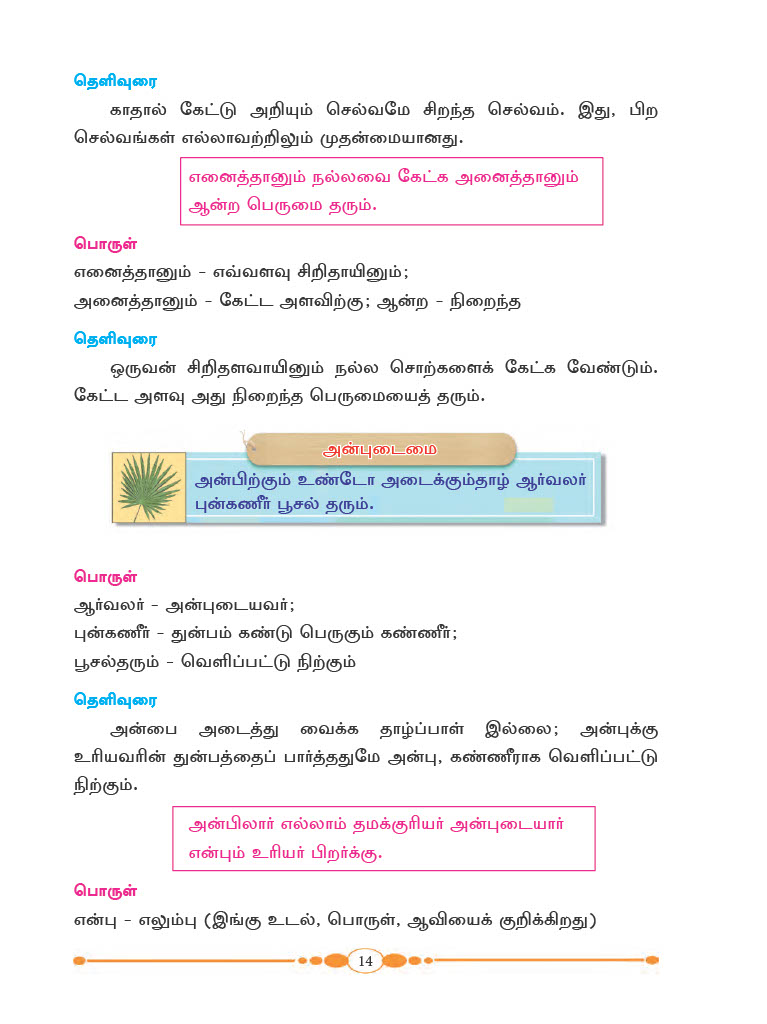 தெளிவுரை
காதால் கேட்டு அறியும் செல்வமே சிறந்த செல்வம். இது, பிற
செல்வங்கள் எல்லாவற்றிலும் முதன்மையானது.
எனைத்தானும் நல்லவை கேட்க அனைத்தானும்
ஆன்ற பெருமை தரும்.
பொருள்
எனைத்தானும் – எவ்வளவு சிறிதாயினும்;
அனைத்தானும் – கேட்ட அளவிற்கு; ஆன்ற – நிறைந்த
தெளிவுரை
ஒருவன் சிறிதளவாயினும் நல்ல சொற்களைக் கேட்க வேண்டும்.
கேட்ட அளவு அது நிறைந்த பெருமையைத் தரும்.
அன்புடைமை
அன்பிற்கும் உண்டோ அடைக்கும்தாழ் ஆர்வலர்
புன்கணீர் பூசல் தரும்.
பொருள்
ஆர்வலர் – அன்புடையவர்;
புன்கணீர் – துன்பம் கண்டு பெருகும் கண்ணீர்;
பூசல்தரும் – வெளிப்பட்டு நிற்கும்
தெளிவுரை
அன்பை அடைத்து வைக்க தாழ்ப்பாள் இல்லை; அன்புக்கு
உரியவரின் துன்பத்தைப் பார்த்ததுமே அன்பு, கண்ணீராக வெளிப்பட்டு
நிற்கும்.
அன்பிலார் எல்லாம் தமக்குரியர் அன்புடையார்
என்பும் உரியர் பிறர்க்கு.
பொருள்
என்பு – எலும்பு (இங்கு உடல், பொருள், ஆவியைக் குறிக்கிறது)
14